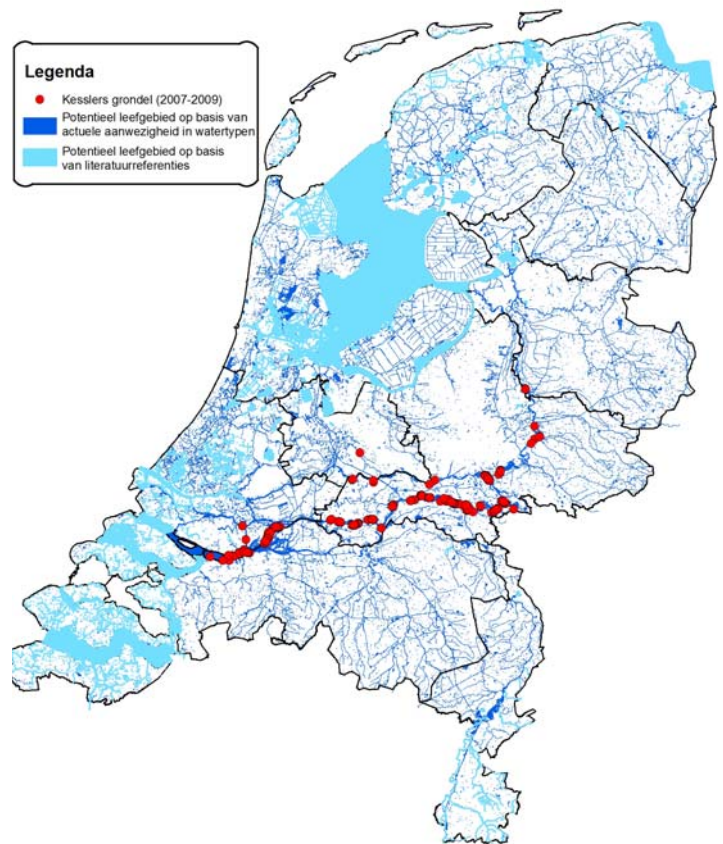 Legenda
Kesslers grondel (2007-2009)
Potentieel leefgebied op basis van
actuele aanwezigheid in watertypen
Potentieel leefgebied op basis
van literatuurreferenties